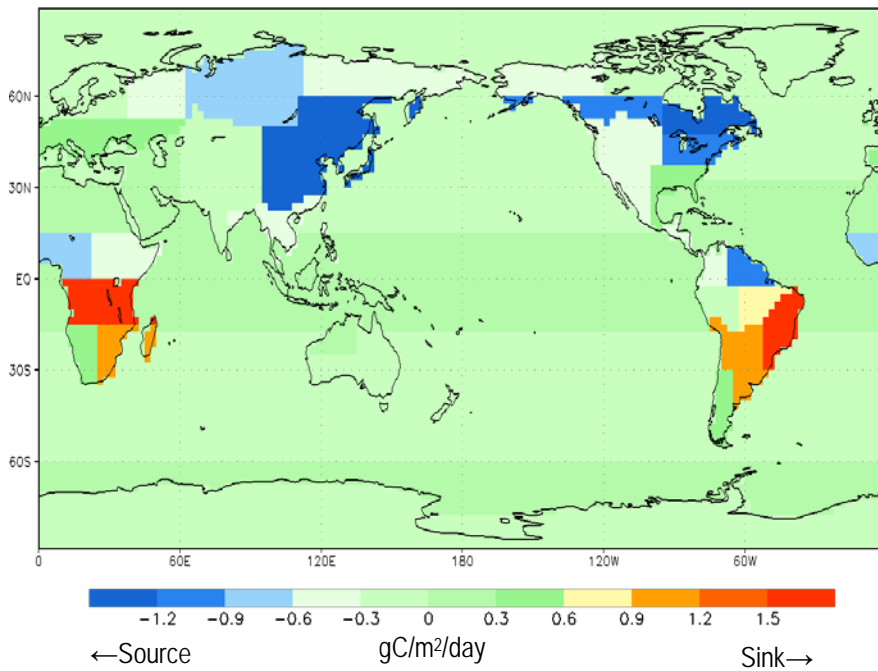 60N
30N
EQ
30S
60S
0 60E 120E 180 120W 60W
−1.2 −0.9 −0.6 −0.3 0 0.3 0.6 0.9 1.2 1.5
←Source gC/m2/day Sink→